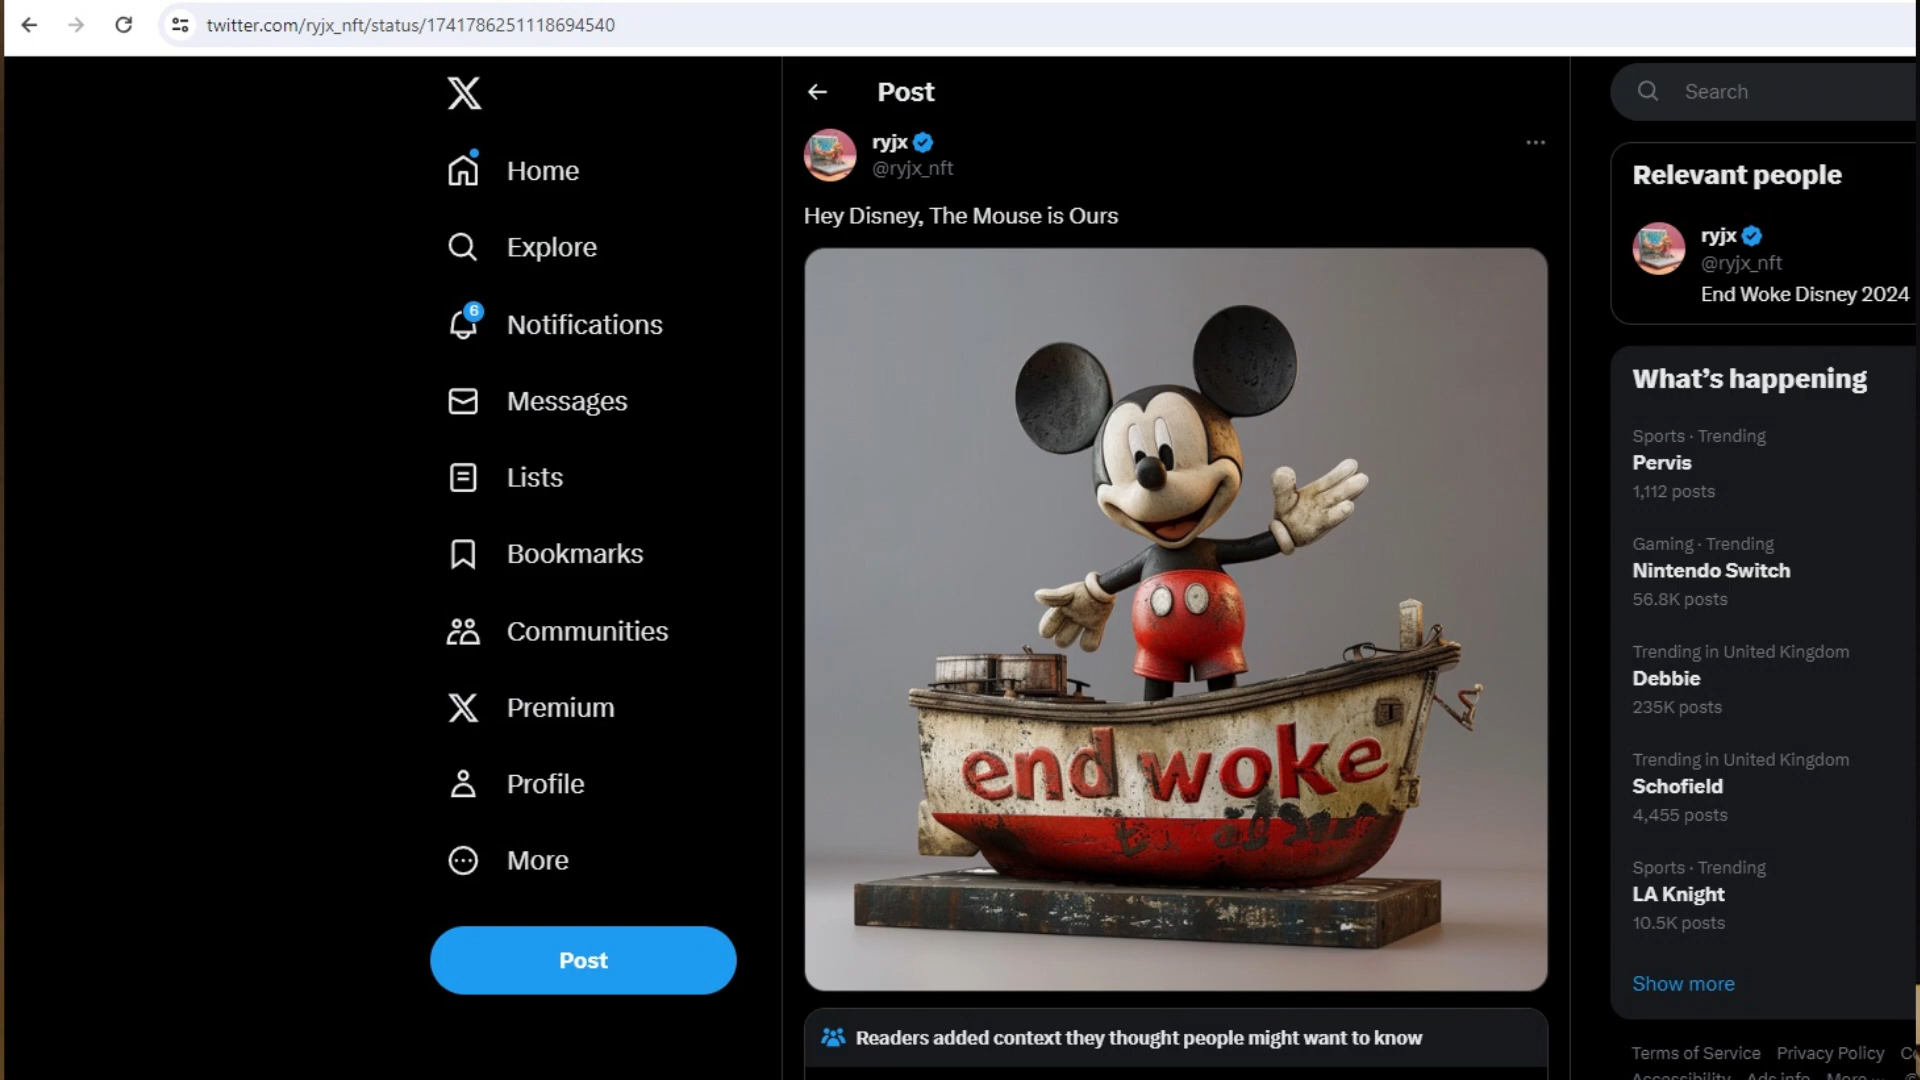 twitter.com/ryjx_nft/status/1741786251118694540
Home
Explore
6
Notifications
Messages
Lists
Bookmarks
Communities
Premium
Profile
More
Post
Post
ryjx
@ryjx_nft
Hey Disney, The Mouse is Ours
end woke
Readers added context they thought people might want to know
Search
Relevant people
ryjx
@ryjx_nft
End Woke Disney 2024
What's happening
Sports · Trending
Pervis
1,112 posts
Gaming · Trending
Nintendo Switch
56.8K posts
Trending in United Kingdom
Debbie
235K posts
Trending in United Kingdom
Schofield
4,455 posts
Sports · Trending
LA Knight
10.5K posts
Show more
Terms of Service Privacy Policy
Accessibility Ads info More